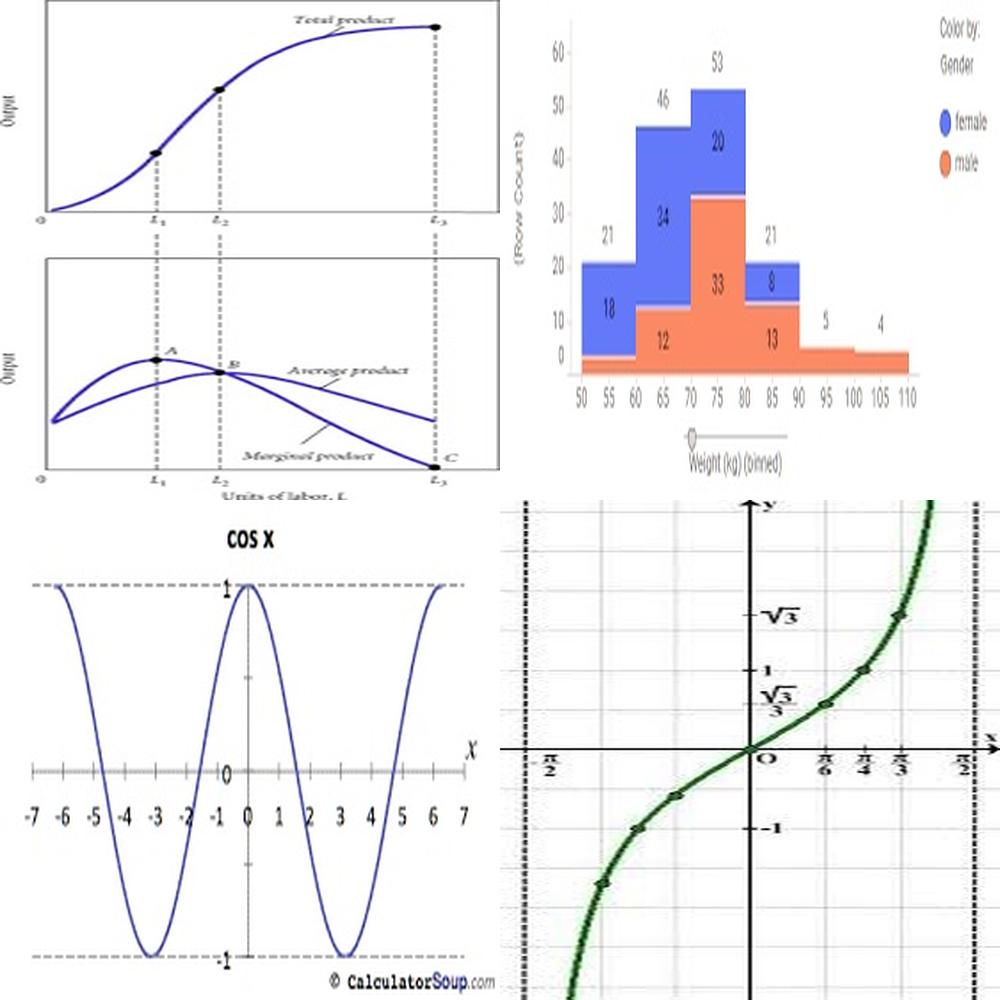 Total product
Output
0
L₁ L₂ L₃
A
B
Average product
Output
Marginal product
C
0
L₁ L₂ L₃
Units of labor, L
Color by:
Gender
female
male
60
50
40
30
20
10
0
(Row Count)
53
46
20
34
21
21
33
18
8
12
13
5
4
50 55 60 65 70 75 80 85 90 95 100 105 110
Weight (kg) (binned)
COS X
1
X
0
-7 -6 -5 -4 -3 -2 -1 0 1 2 3 4 5 6 7
-1
© CalculatorSoup.com
y
√3
1
√3
3
x
O
-π/2 π/6 π/4 π/3 π/2
-1